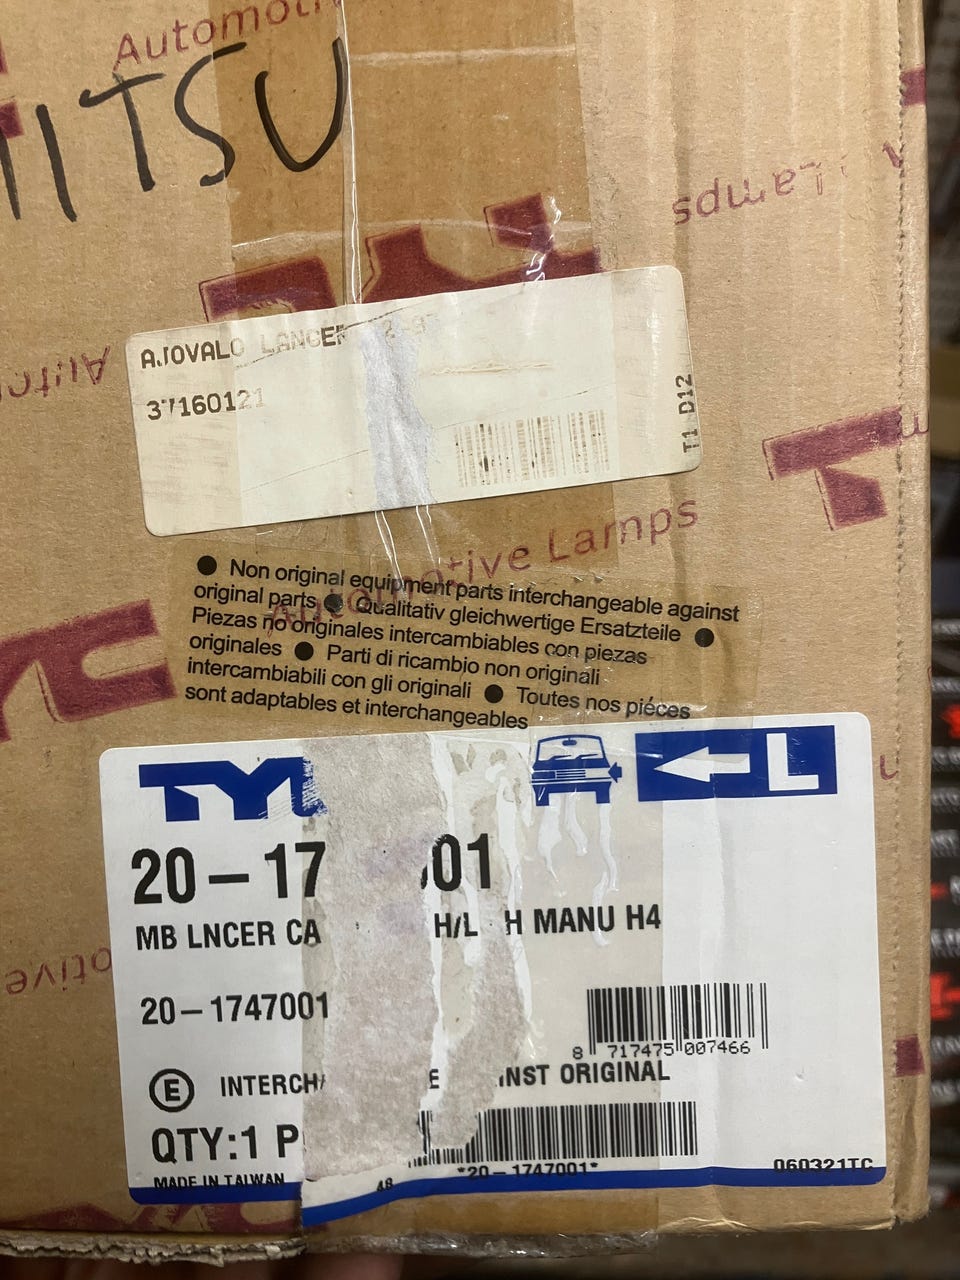 Automoti
ITSU
Lamps
AJOVALO LANCER
37160121
T1 D12
Automotive Lamps
● Non original equipment parts interchangeable against
original parts ● Qualitativ gleichwertige Ersatzteile ●
Piezas no originales intercambiables con piezas
originales ● Parti di ricambio non originali
intercambiabili con gli originali ● Toutes nos piéces
sont adaptables et interchangeables
TYC
L
20-17 001
MB LNCER CA H/L H MANU H4
20-1747001
8 717475 007466
E INTERCHA E INST ORIGINAL
QTY:1 P
*20-1747001*
MADE IN TAIWAN
48
060321TC